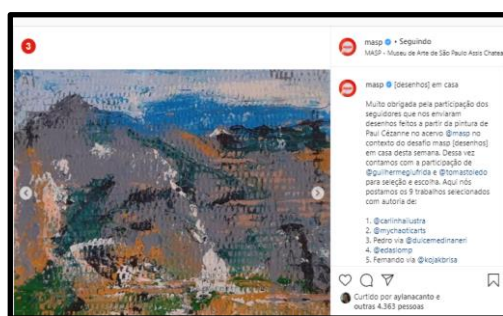 3
masp • Seguindo
MASP - Museu de Arte de São Paulo Assis Chatea
masp [desenhos] em casa
Muito obrigada pela participação dos
seguidores que nos enviaram
desenhos feitos a partir da pintura de
Paul Cézanne no acervo @masp no
contexto do desafio masp [desenhos]
em casa desta semana. Dessa vez
contamos com a participação de
@guilhermegiufrida e @tomastoledo
para seleção e escolha. Aqui nós
postamos os 9 trabalhos selecionados
com autoria de:
1. @carlinhailustra
2. @mychaoticarts
3. Pedro via @dulcemedinaneri
4. @edaslomp
5. Fernando via @kojakbrisa
Curtido por aylanacanto e
outras 4.363 pessoas